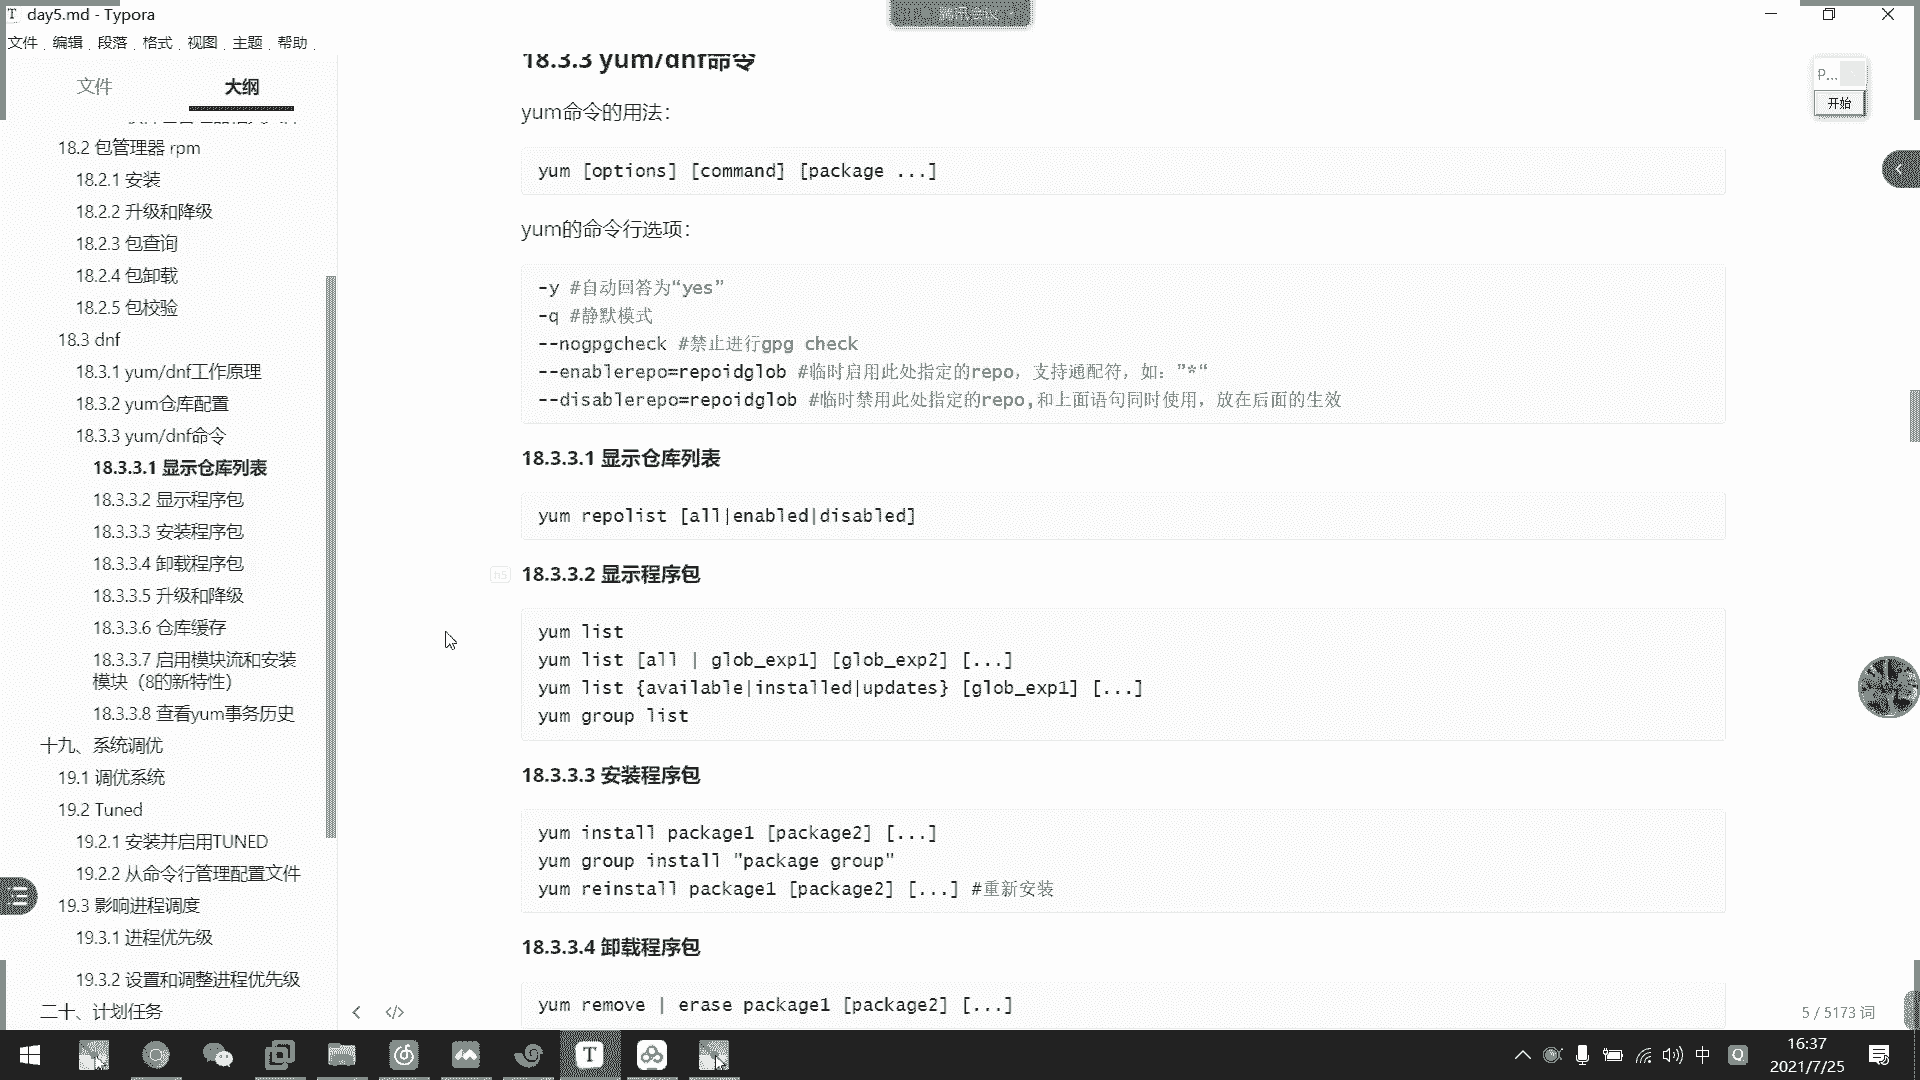 day5.md - Typora
腾讯会议
文件 编辑 段落 格式 视图 主题 帮助
文件
大纲
18.2 包管理器 rpm
18.2.1 安装
18.2.2 升级和降级
18.2.3 包查询
18.2.4 包卸载
18.2.5 包校验
18.3 dnf
18.3.1 yum/dnf工作原理
18.3.2 yum仓库配置
18.3.3 yum/dnf命令
18.3.3.1 显示仓库列表
18.3.3.2 显示程序包
18.3.3.3 安装程序包
18.3.3.4 卸载程序包
18.3.3.5 升级和降级
18.3.3.6 仓库缓存
18.3.3.7 启用模块流和安装
模块（8的新特性）
18.3.3.8 查看yum事务历史
十九、系统调优
19.1 调优系统
19.2 Tuned
19.2.1 安装并启用TUNED
19.2.2 从命令行管理配置文件
19.3 影响进程调度
19.3.1 进程优先级
19.3.2 设置和调整进程优先级
二十、计划任务
18.3.3 yum/dnf命令
yum命令的用法：
yum [options] [command] [package ...]
yum的命令行选项：
-y #自动回答为“yes”
-q #静默模式
--nogpgcheck #禁止进行gpg check
--enablerepo=repoidglob #临时启用此处指定的repo，支持通配符，如：”*“
--disablerepo=repoidglob #临时禁用此处指定的repo,和上面语句同时使用，放在后面的生效
18.3.3.1 显示仓库列表
yum repolist [all|enabled|disabled]
h5
18.3.3.2 显示程序包
yum list
yum list [all | glob_exp1] [glob_exp2] [...]
yum list {available|installed|updates} [glob_exp1] [...]
yum group list
18.3.3.3 安装程序包
yum install package1 [package2] [...]
yum group install "package group"
yum reinstall package1 [package2] [...] #重新安装
18.3.3.4 卸载程序包
yum remove | erase package1 [package2] [...]
P...
开始
5 / 5173 词
中
16:37
2021/7/25